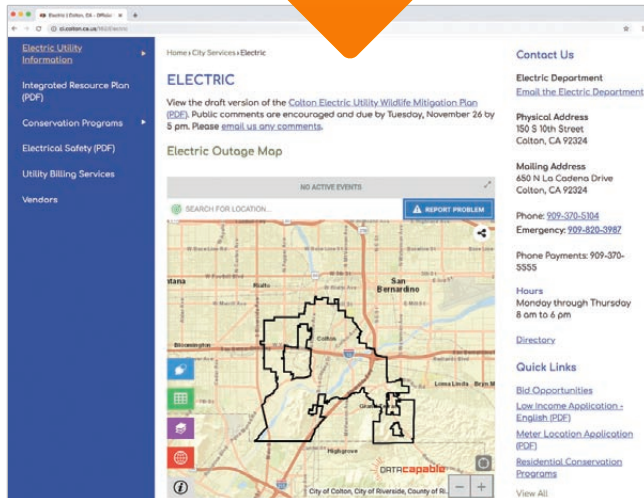 Electric | Colton, CA - Official
ci.colton.ca.us/162/Electric
Electric Utility
Information
Integrated Resource Plan
(PDF)
Conservation Programs
Electrical Safety (PDF)
Utility Billing Services
Vendors
Home › City Services › Electric
ELECTRIC
View the draft version of the Colton Electric Utility Wildlife Mitigation Plan
(PDF). Public comments are encouraged and due by Tuesday, November 26 by
5 pm. Please email us any comments.
Electric Outage Map
NO ACTIVE EVENTS
SEARCH FOR LOCATION...
REPORT PROBLEM
Rialto
San
Bernardino
Bloomington
Colton
Loma Linda
Highgrove
DATACapable
City of Colton, City of Riverside, County of Ri...
Contact Us
Electric Department
Email the Electric Department
Physical Address
150 S 10th Street
Colton, CA 92324
Mailing Address
650 N La Cadena Drive
Colton, CA 92324
Phone: 909-370-5104
Emergency: 909-820-3987
Phone Payments: 909-370-
5555
Hours
Monday through Thursday
8 am to 6 pm
Directory
Quick Links
Bid Opportunities
Low Income Application -
English (PDF)
Meter Location Application
(PDF)
Residential Conservation
Programs
View All